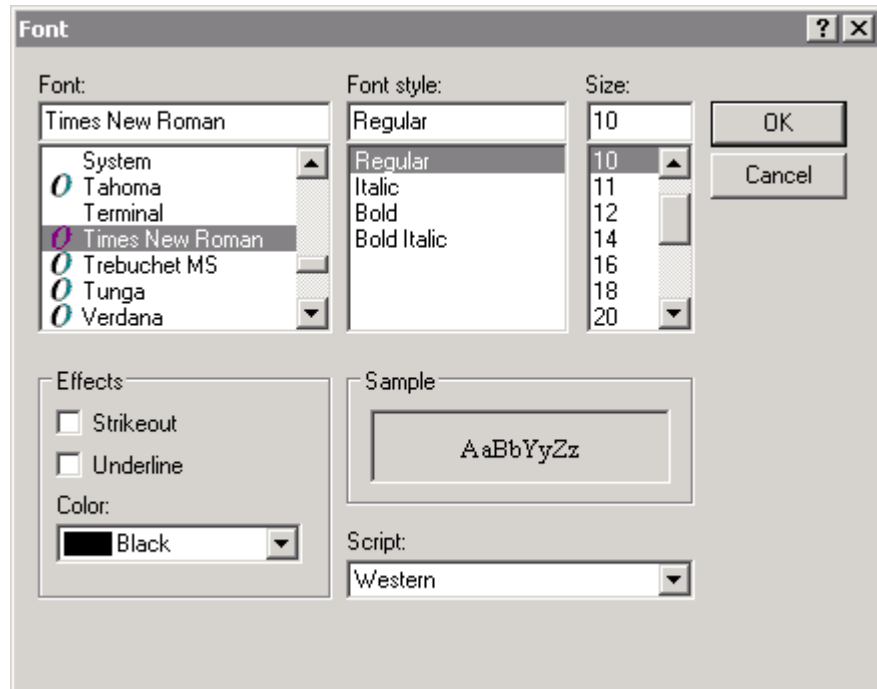 Font
Font:
Times New Roman
System
Tahoma
Terminal
Times New Roman
Trebuchet MS
Tunga
Verdana
Font style:
Regular
Regular
Italic
Bold
Bold Italic
Size:
10
10
11
12
14
16
18
20
OK
Cancel
Effects
Strikeout
Underline
Color:
Black
Sample
AaBbYyZz
Script:
Western